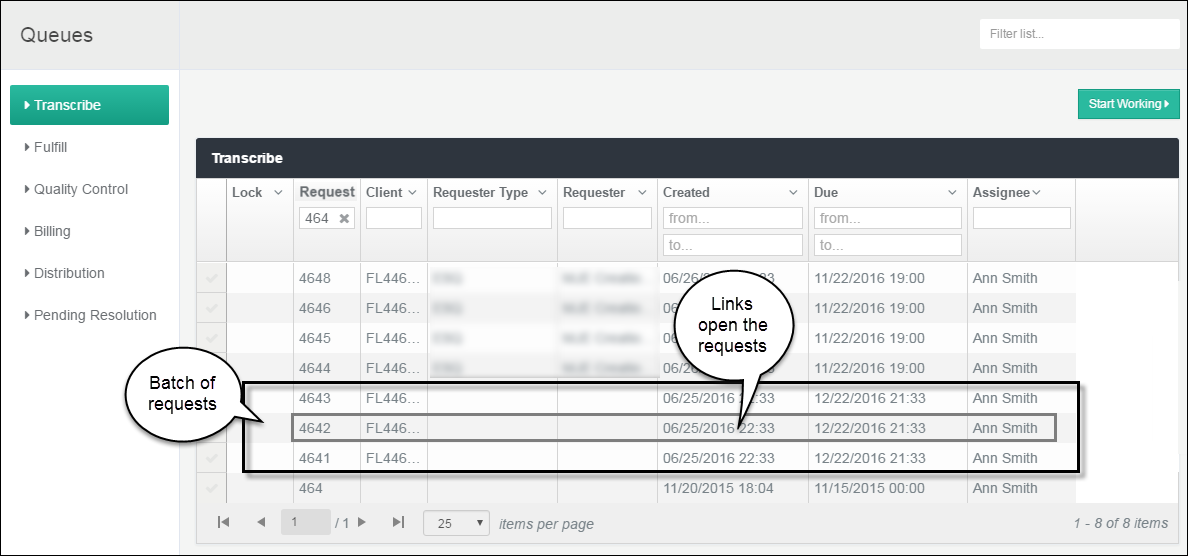 Queues
Filter list...
Transcribe
Fulfill
Quality Control
Billing
Distribution
Pending Resolution
Start Working
Transcribe
Lock Request Client Requester Type Requester Created Due Assignee
464 from... from...
to... to...
4648 FL446... 06/26/ :33 11/22/2016 19:00 Ann Smith
4646 FL446... 11/22/2016 19:00 Ann Smith
4645 FL446... 11/22/2016 19:00 Ann Smith
4644 FL446... 11/22/2016 19:00 Ann Smith
4643 FL446... 06/25/2016 :33 12/22/2016 21:33 Ann Smith
4642 FL446... 06/25/2016 22:33 12/22/2016 21:33 Ann Smith
4641 FL446... 06/25/2016 22:33 12/22/2016 21:33 Ann Smith
464 11/20/2015 18:04 11/15/2015 00:00 Ann Smith
Links
open the
requests
Batch of
requests
1 / 1 25 items per page 1 - 8 of 8 items